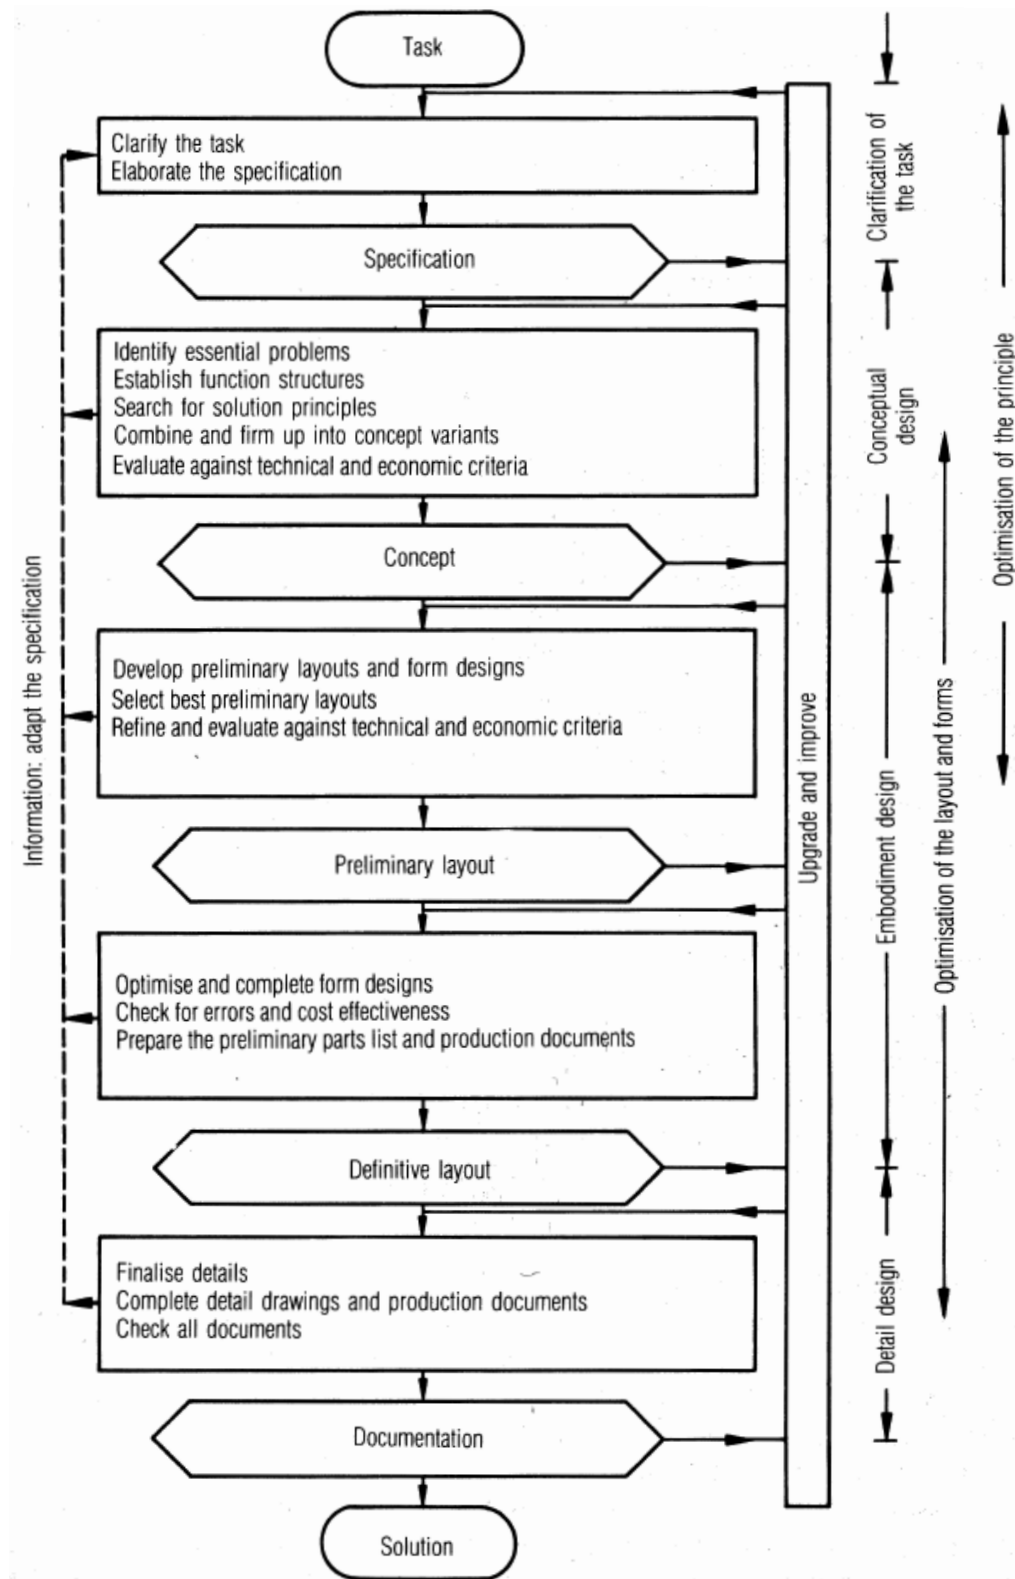 Task
Clarify the task
Elaborate the specification
Specification
Identify essential problems
Establish function structures
Search for solution principles
Combine and firm up into concept variants
Evaluate against technical and economic criteria
Concept
Develop preliminary layouts and form designs
Select best preliminary layouts
Refine and evaluate against technical and economic criteria
Preliminary layout
Optimise and complete form designs
Check for errors and cost effectiveness
Prepare the preliminary parts list and production documents
Definitive layout
Finalise details
Complete detail drawings and production documents
Check all documents
Documentation
Solution
Information: adapt the specification
Upgrade and improve
Clarification of
the task
Conceptual
design
Embodiment design
Detail design
Optimisation of the layout and forms
Optimisation of the principle